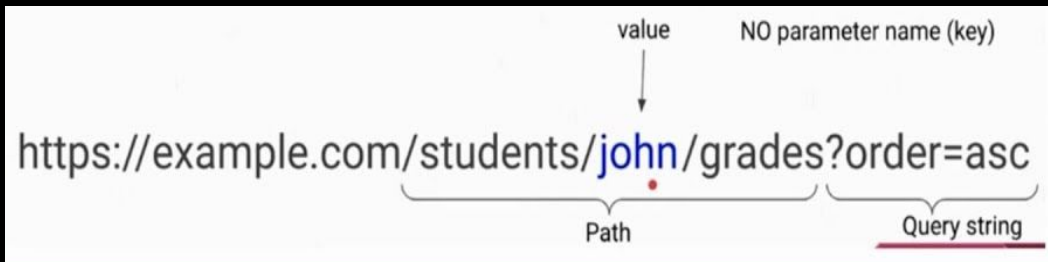 value NO parameter name (key)
https://example.com/students/john/grades?order=asc
Path Query string